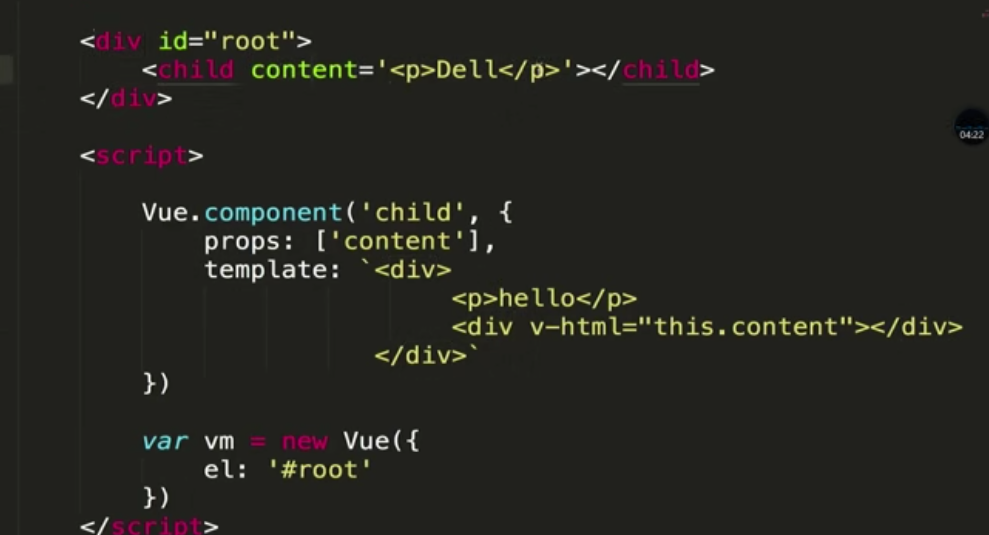 <div id="root">
<child content='<p>Dell</p>'></child>
</div>
04:22
<script>
Vue.component('child', {
props: ['content'],
template: `<div>
<p>hello</p>
<div v-html="this.content"></div>
</div>`
})
var vm = new Vue({
el: '#root'
})
</script>